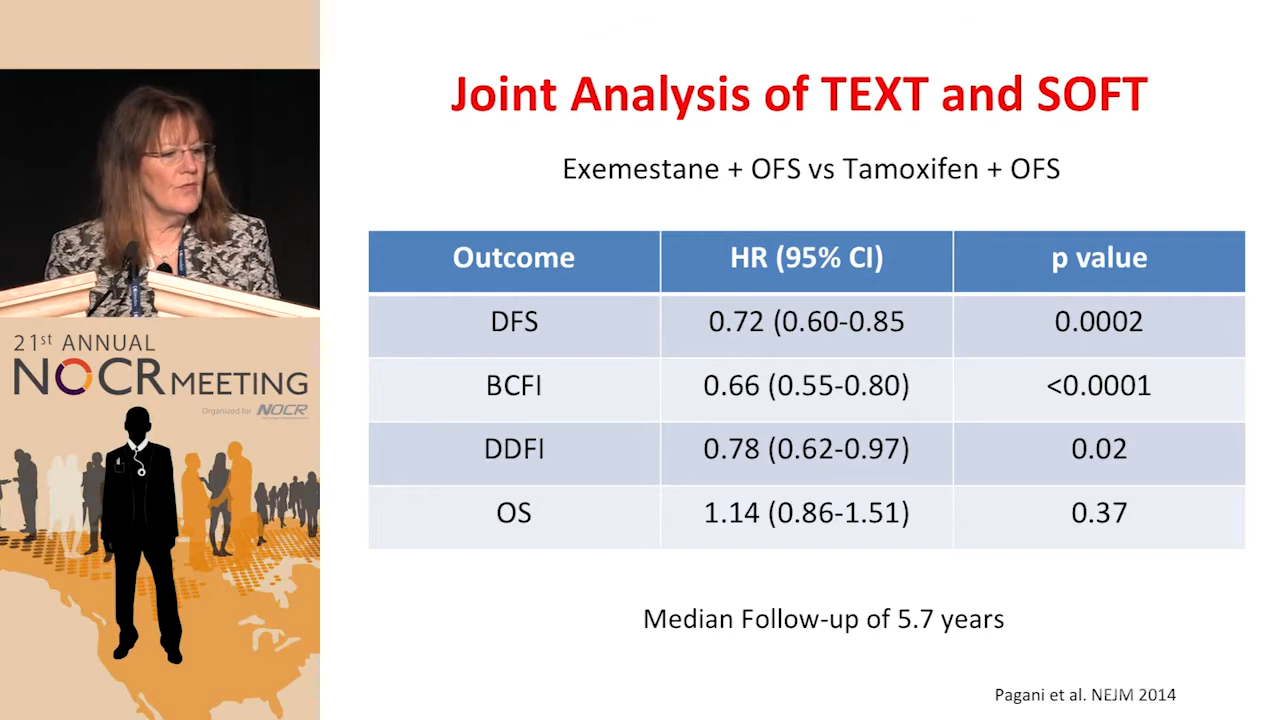 Joint Analysis of TEXT and SOFT
Exemestane + OFS vs Tamoxifen + OFS
Outcome HR (95% CI) p value
DFS 0.72 (0.60-0.85 0.0002
BCFI 0.66 (0.55-0.80) <0.0001
DDFI 0.78 (0.62-0.97) 0.02
OS 1.14 (0.86-1.51) 0.37
Median Follow-up of 5.7 years
Pagani et al. NEJM 2014
21st ANNUAL
NOCR MEETING
Organized for NOCR